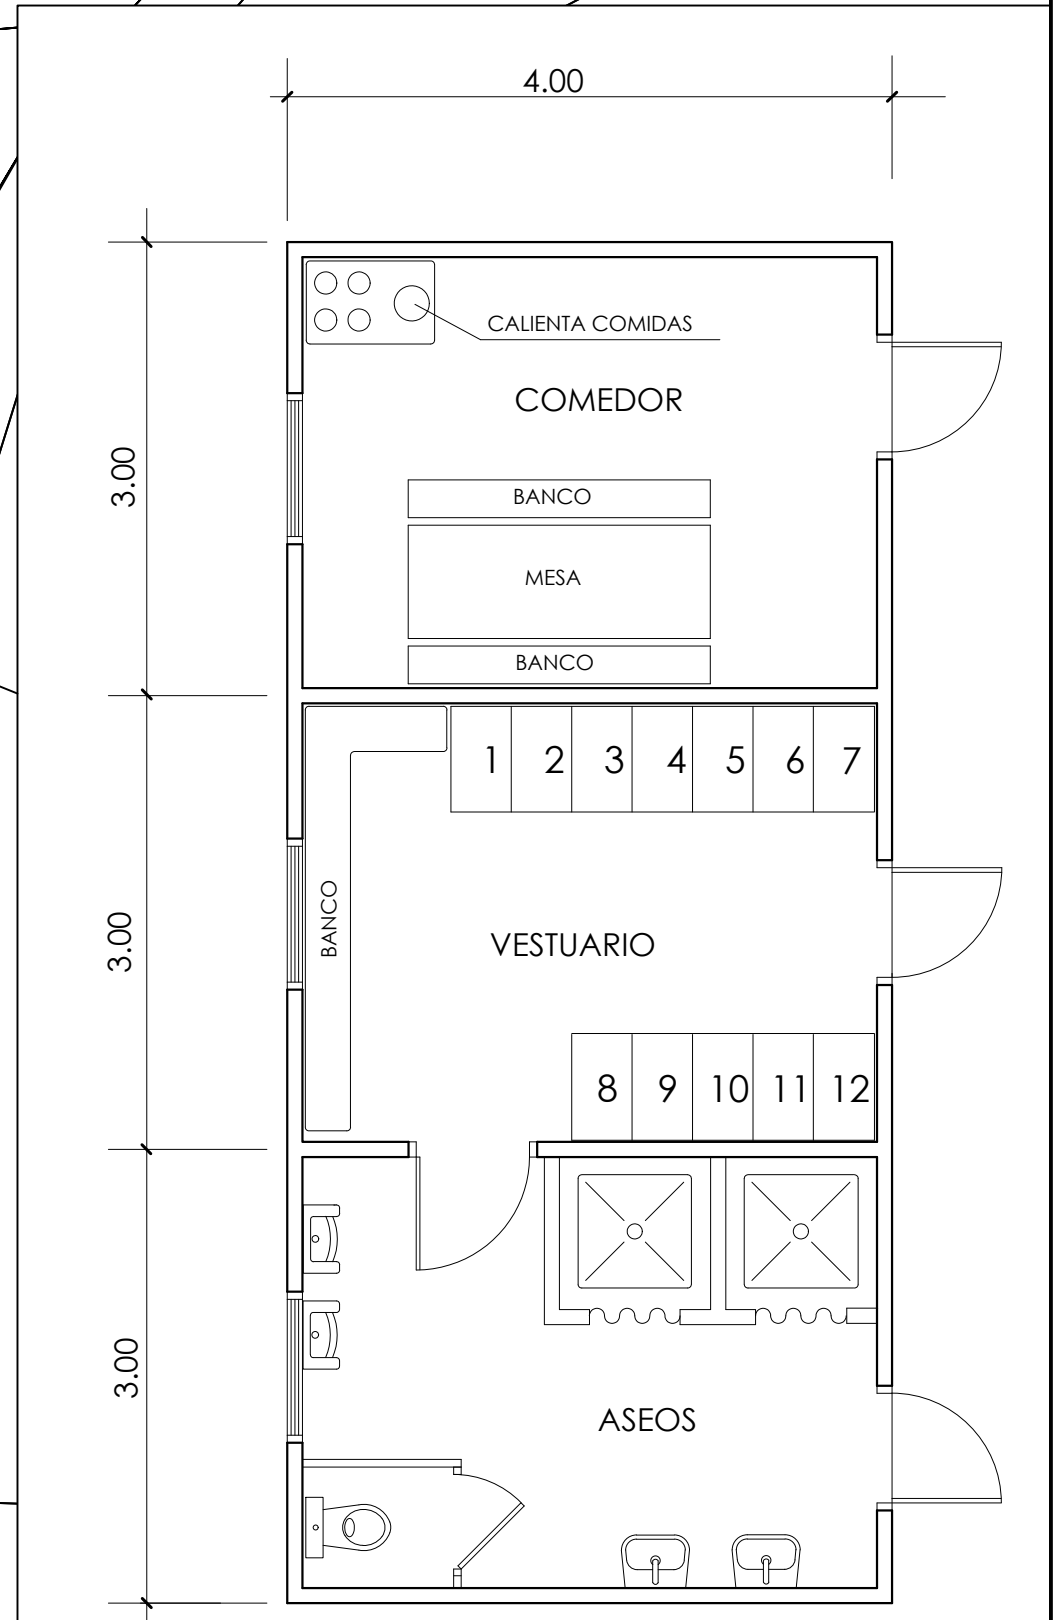 4.00
CALIENTA COMIDAS
COMEDOR
3.00
BANCO
MESA
BANCO
1 2 3 4 5 6 7
BANCO
3.00
VESTUARIO
8 9 10 11 12
3.00
ASEOS